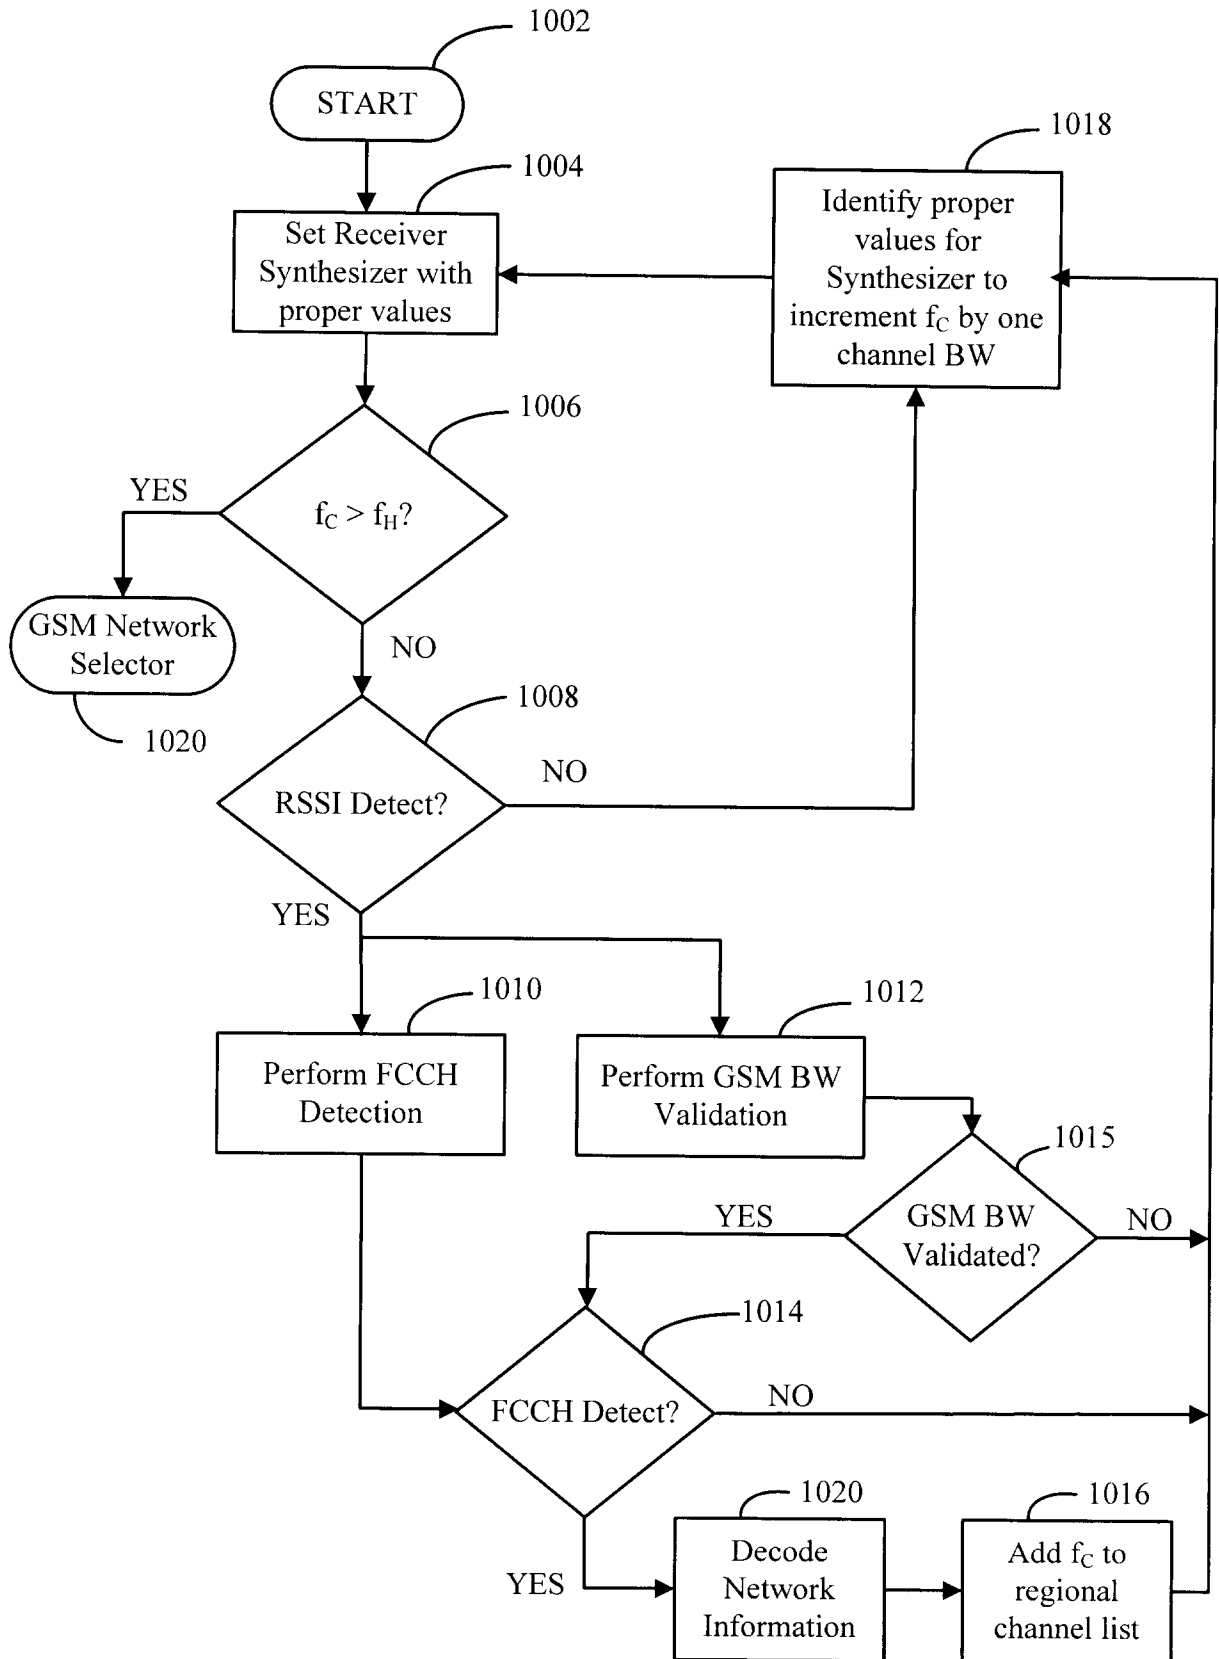 1002
START
1004
Set Receiver
Synthesizer with
proper values
1018
Identify proper
values for
Synthesizer to
increment fC by one
channel BW
1006
fC > fH?
YES
GSM Network
Selector
1020
NO
1008
RSSI Detect?
NO
YES
1010
Perform FCCH
Detection
1012
Perform GSM BW
Validation
1015
GSM BW
Validated?
YES
NO
1014
FCCH Detect?
NO
YES
1020
Decode
Network
Information
1016
Add fC to
regional
channel list